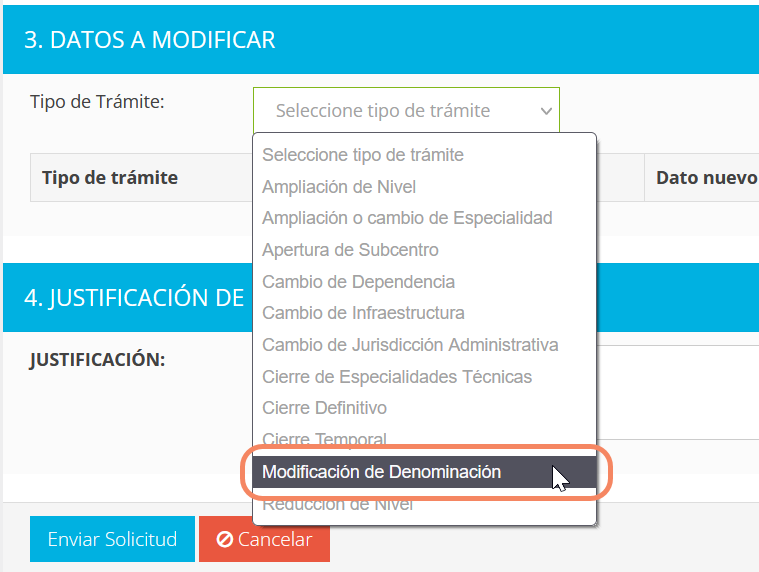 3. DATOS A MODIFICAR
Tipo de Trámite:
Seleccione tipo de trámite
Seleccione tipo de trámite
Tipo de trámite
Dato nuevo
Ampliación de Nivel
Ampliación o cambio de Especialidad
Apertura de Subcentro
Cambio de Dependencia
4. JUSTIFICACIÓN DE
Cambio de Infraestructura
Cambio de Jurisdicción Administrativa
JUSTIFICACIÓN:
Cierre de Especialidades Técnicas
Cierre Definitivo
Cierre Temporal
Modificación de Denominación
Reducción de Nivel
Enviar Solicitud
Cancelar